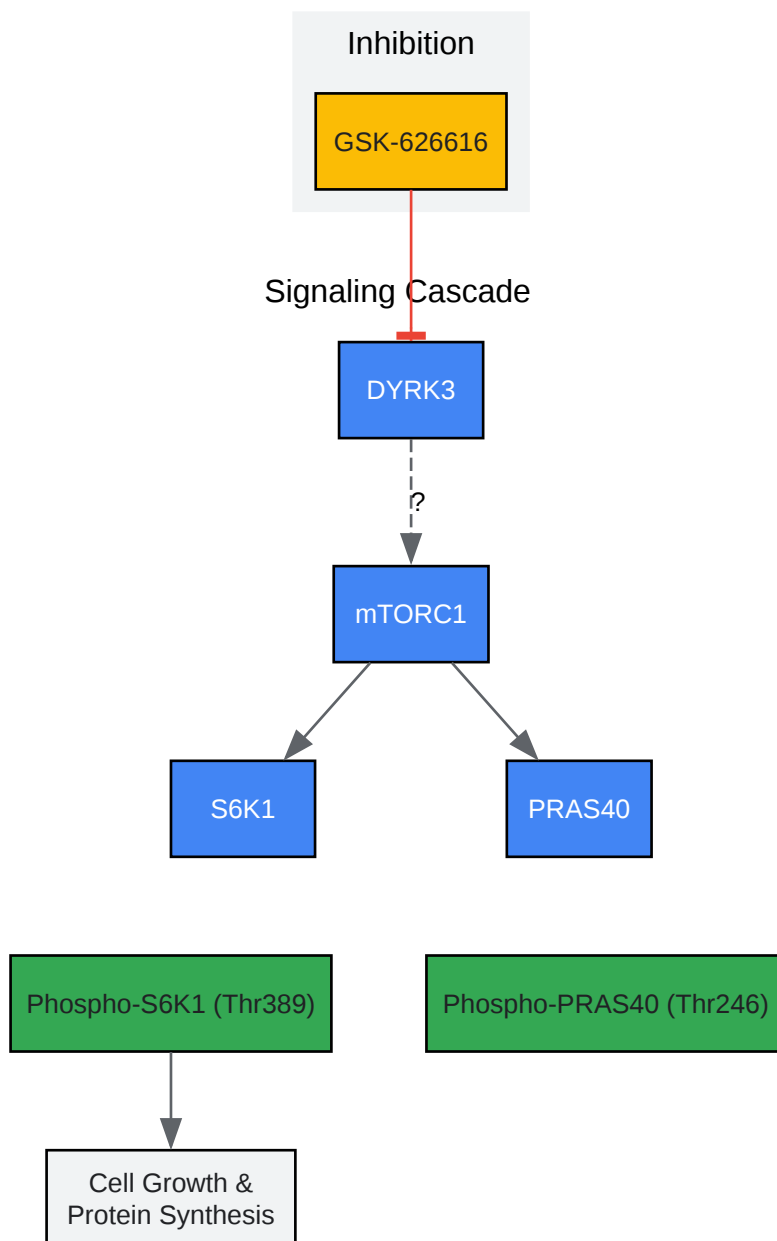 Inhibition
GSK-626616
Signaling Cascade
DYRK3
?
mTORC1
S6K1
PRAS40
Phospho-S6K1 (Thr389)
Phospho-PRAS40 (Thr246)
Cell Growth &
Protein Synthesis